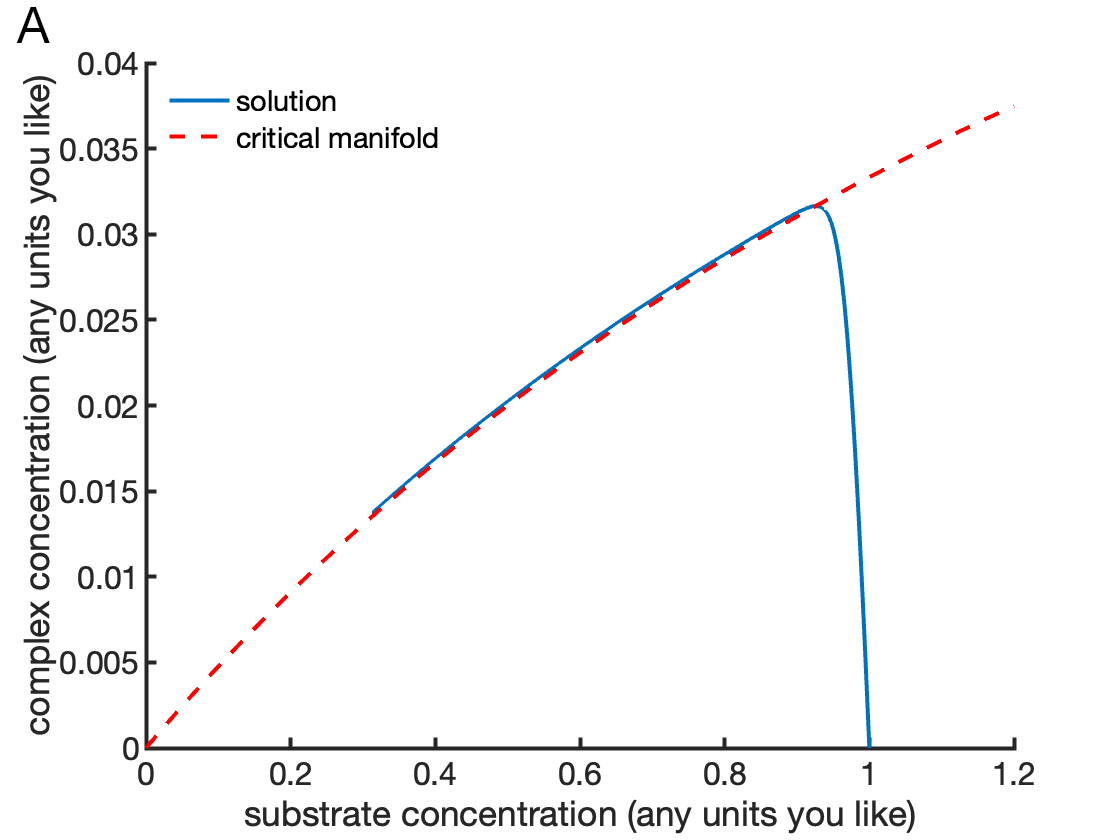 A
0.04
0.035
0.03
0.025
0.02
0.015
0.01
0.005
0
complex concentration (any units you like)
solution
critical manifold
0 0.2 0.4 0.6 0.8 1 1.2
substrate concentration (any units you like)